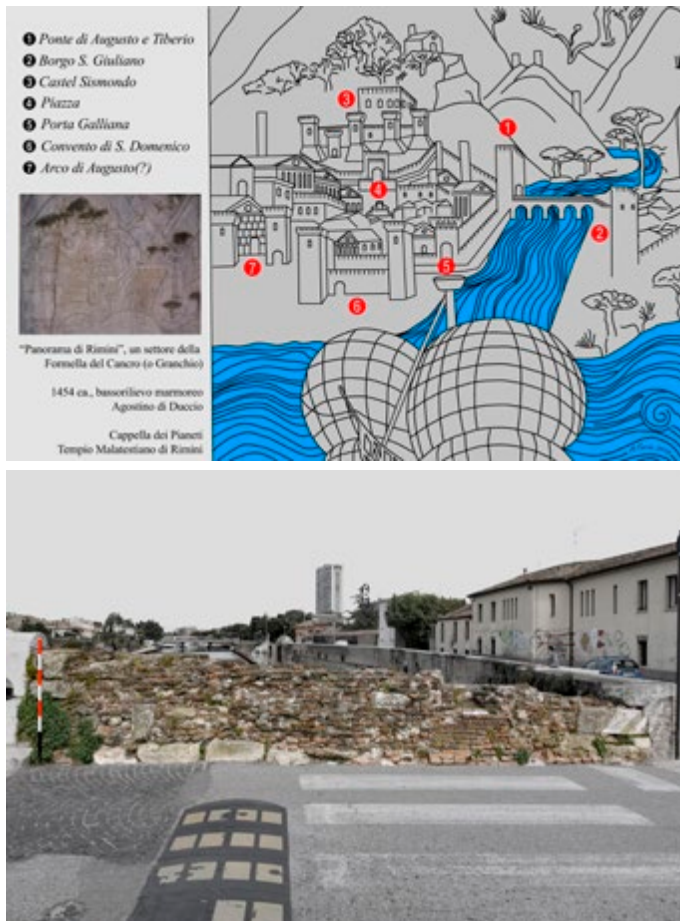 ❶ Ponte di Augusto e Tiberio
❷ Borgo S. Giuliano
❸ Castel Sismondo
❹ Piazza
❺ Porta Galliana
❻ Convento di S. Domenico
❼ Arco di Augusto(?)
"Panorama di Rimini", un settore della
Formella del Cancro (o Granchio)
1454 ca., bassorilievo marmoreo
Agostino di Duccio
Cappella dei Pianeti
Tempio Malatestiano di Rimini
3
1
4
2
5
7
6